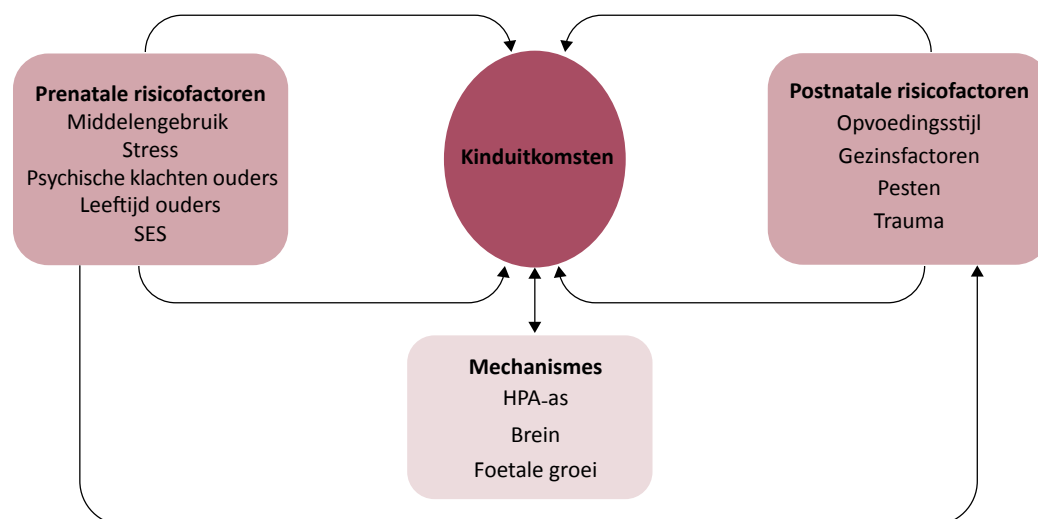 Prenatale risicofactoren
Middelengebruik
Stress
Psychische klachten ouders
Leeftijd ouders
SES
Kinduitkomsten
Postnatale risicofactoren
Opvoedingsstijl
Gezinsfactoren
Pesten
Trauma
Mechanismes
HPA-as
Brein
Foetale groei